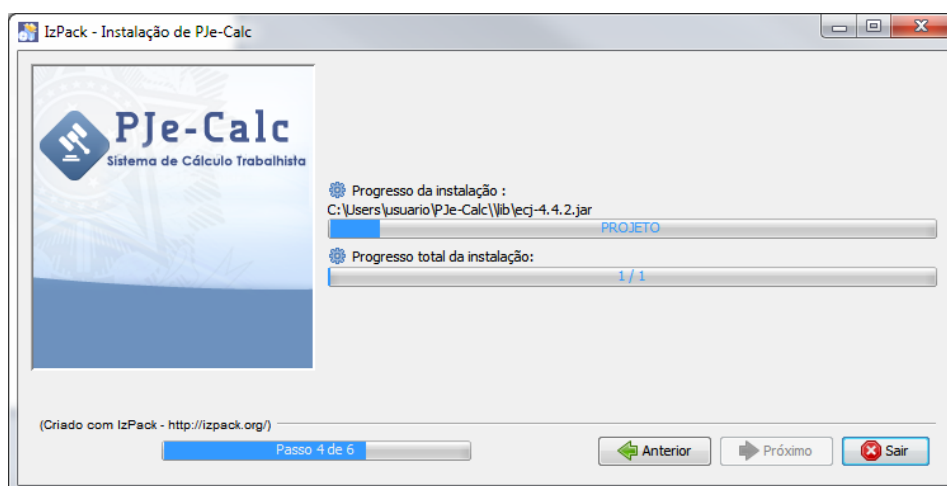 IzPack - Instalação de PJe-Calc
PJe-Calc
Sistema de Cálculo Trabalhista
Progresso da instalação :
C:\Users\usuario\PJe-Calc\\lib\ecj-4.4.2.jar
PROJETO
Progresso total da instalação:
1 / 1
(Criado com IzPack - http://izpack.org/)
Passo 4 de 6
Anterior
Próximo
Sair